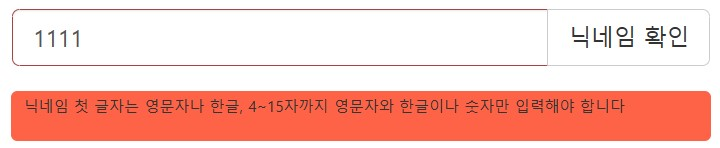 1111 닉네임 확인
닉네임 첫 글자는 영문자나 한글, 4~15자까지 영문자와 한글이나 숫자만 입력해야 합니다